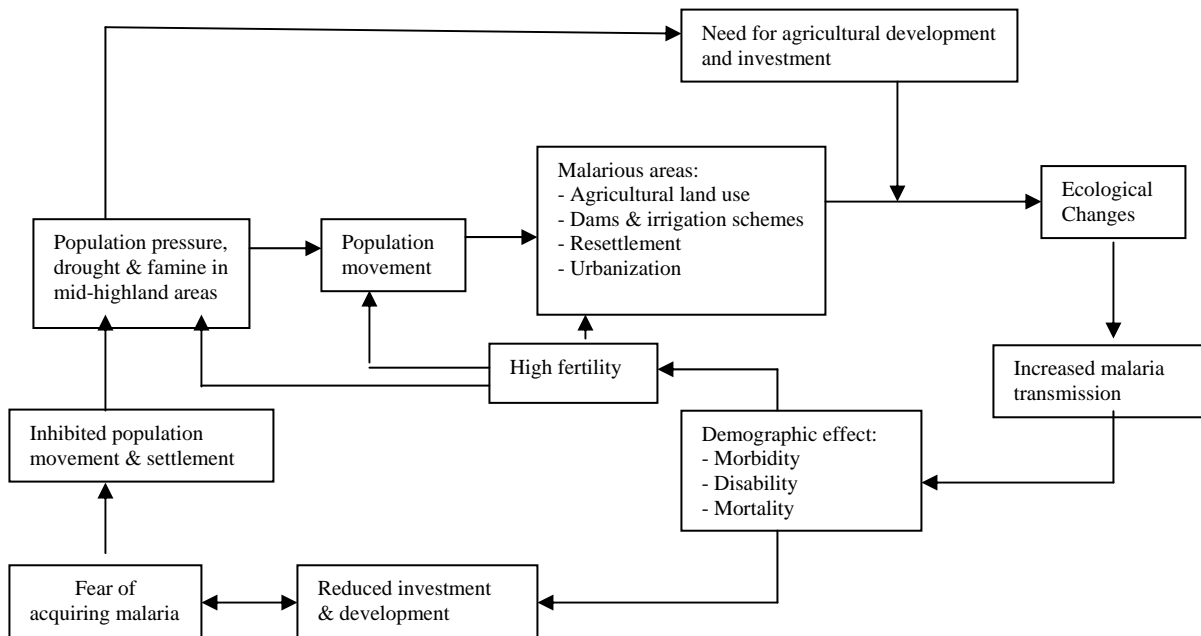 Need for agricultural development
and investment
Malarious areas:
- Agricultural land use
- Dams & irrigation schemes
- Resettlement
- Urbanization
Ecological
Changes
Population pressure,
drought & famine in
mid-highland areas
Population
movement
High fertility
Increased malaria
transmission
Inhibited population
movement & settlement
Demographic effect:
- Morbidity
- Disability
- Mortality
Fear of
acquiring malaria
Reduced investment
& development